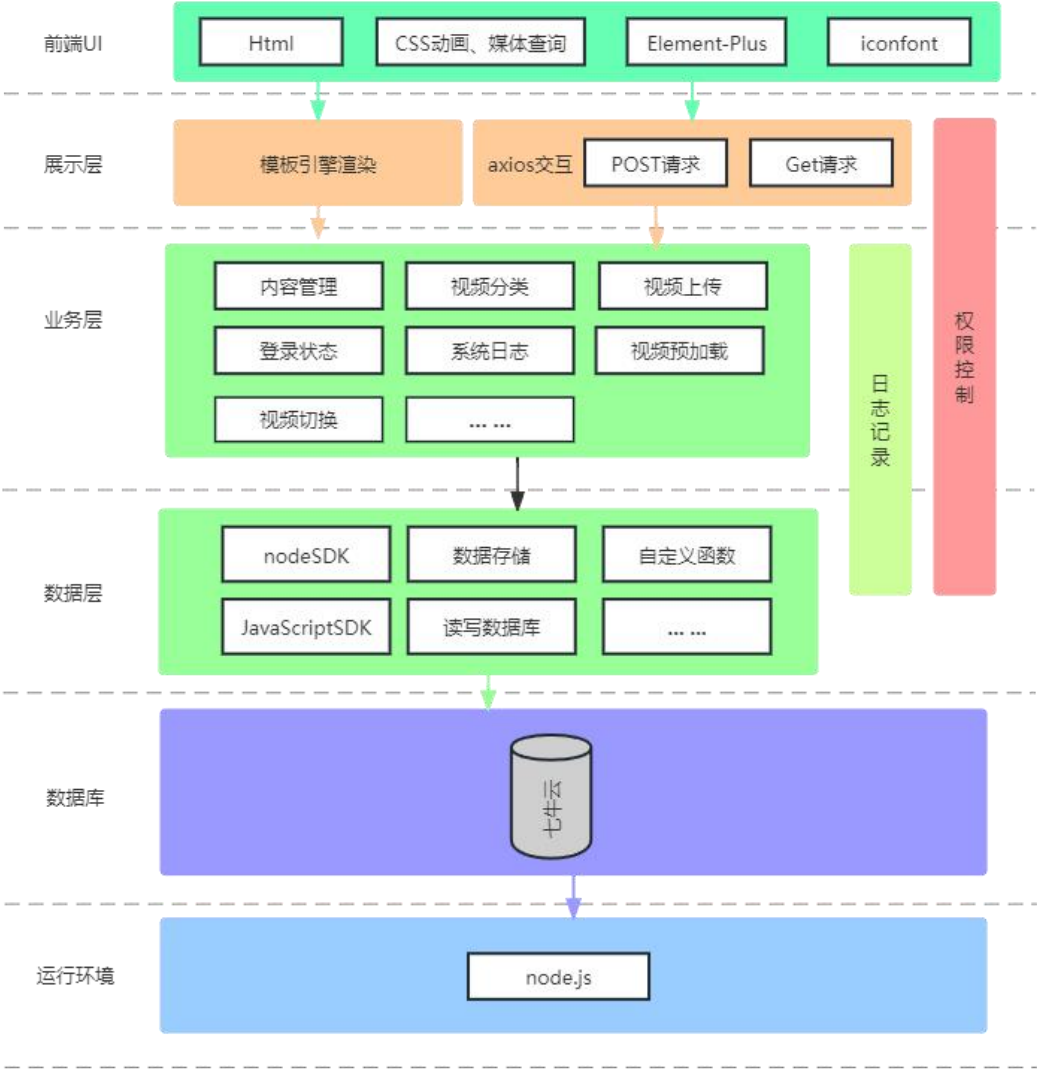 前端UI
Html
CSS动画、媒体查询
Element-Plus
iconfont
展示层
模板引擎渲染
axios交互
POST请求
Get请求
权限控制
业务层
内容管理
视频分类
视频上传
登录状态
系统日志
视频预加载
视频切换
... ...
日志记录
数据层
nodeSDK
数据存储
自定义函数
JavaScriptSDK
读写数据库
... ...
数据库
七牛云
运行环境
node.js